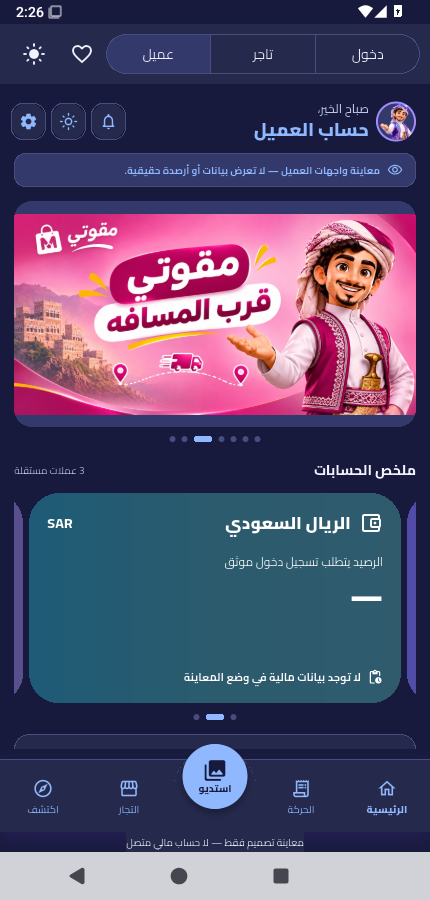 2:26
دخول
تاجر
عميل
صباح الخير،
حساب العميل
معاينة واجهات العميل — لا تعرض بيانات أو أرصدة حقيقية.
مقوتي
مقوتي
قرب المسافه
ملخص الحسابات
3 عملات مستقلة
الريال السعودي
SAR
الرصيد يتطلب تسجيل دخول موثق
—
لا توجد بيانات مالية في وضع المعاينة
الرئيسية
الحركة
استديو
التجار
اكتشف
معاينة تصميم فقط — لا حساب مالي متصل